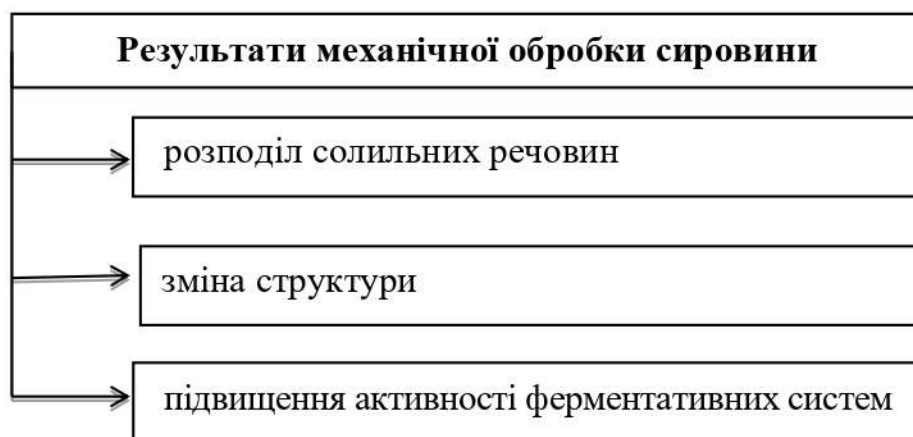 Результати механічної обробки сировини
розподіл солильних речовин
зміна структури
підвищення активності ферментативних систем